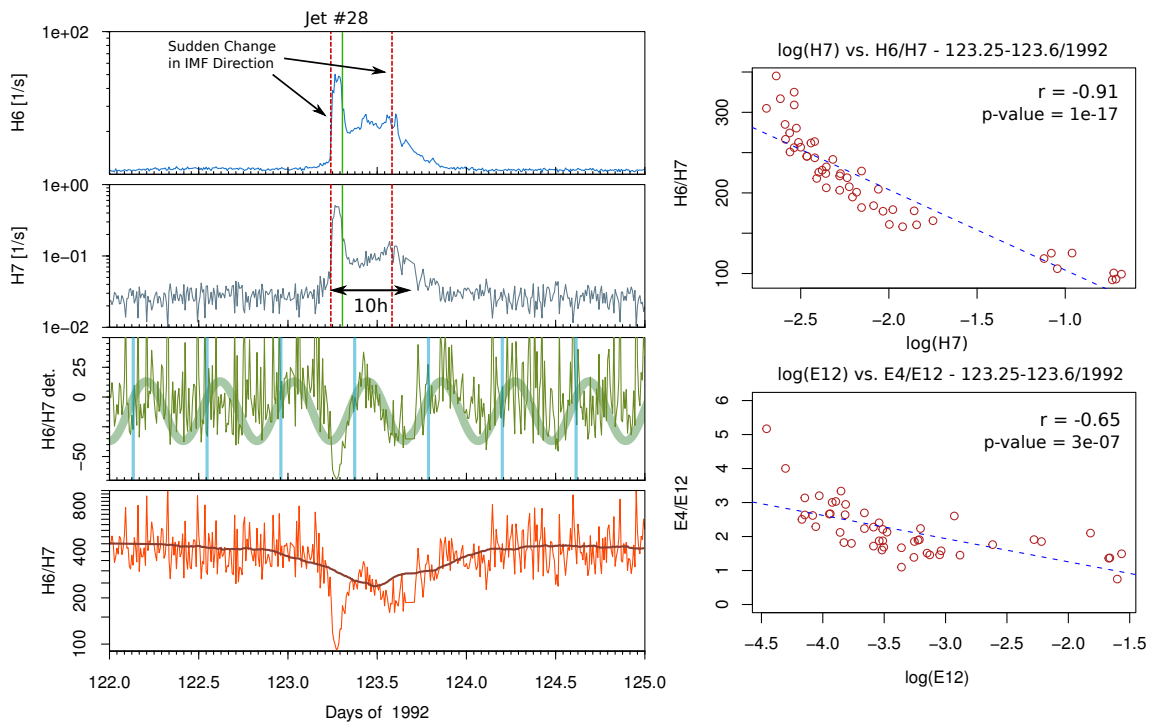 Jet #28
Sudden Change
in IMF Direction
1e+02
H6 [1/s]
1e+00
1e−01
1e−02
H7 [1/s]
10h
25
0
−50
H6/H7 det.
800
400
200
100
H6/H7
122.0 122.5 123.0 123.5 124.0 124.5 125.0
Days of 1992
log(H7) vs. H6/H7 - 123.25-123.6/1992
r = -0.91
p-value = 1e-17
300
200
100
H6/H7
−2.5 −2.0 −1.5 −1.0
log(H7)
log(E12) vs. E4/E12 - 123.25-123.6/1992
r = -0.65
p-value = 3e-07
6
5
4
3
2
1
0
E4/E12
−4.5 −4.0 −3.5 −3.0 −2.5 −2.0 −1.5
log(E12)